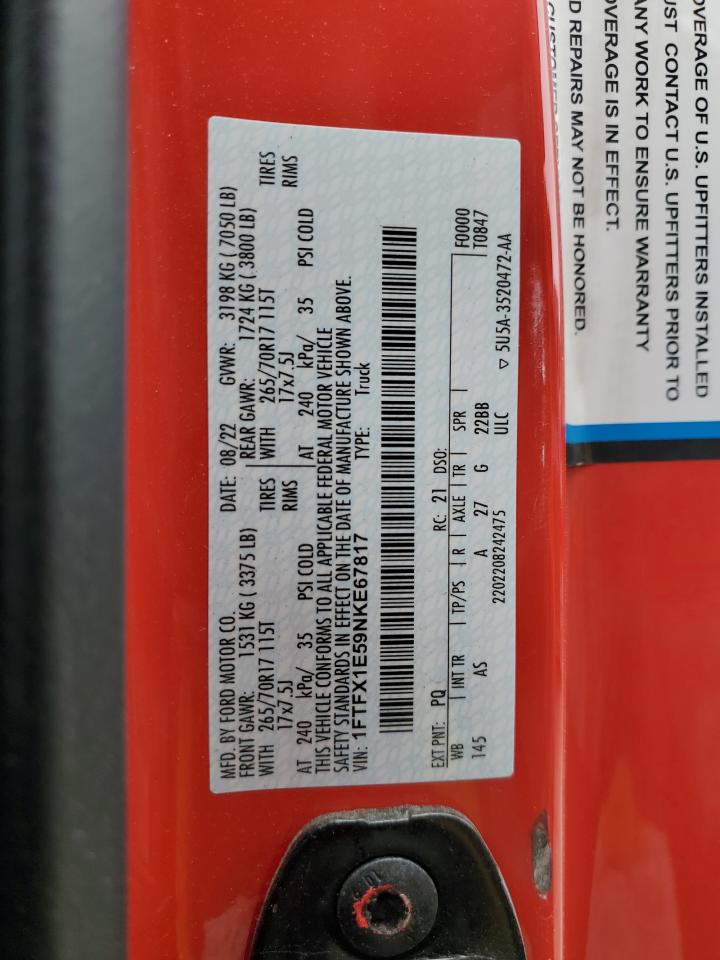 MFD. BY FORD MOTOR CO.
DATE: 08/22 GVWR: 3198 KG ( 7050 LB)
FRONT GAWR: 1531 KG ( 3375 LB) REAR GAWR: 1724 KG ( 3800 LB)
WITH 265/70R17 115T TIRES WITH 265/70R17 115T TIRES
17x7.5J RIMS 17x7.5J RIMS
AT 240 kPa/ 35 PSI COLD AT 240 kPa/ 35 PSI COLD
THIS VEHICLE CONFORMS TO ALL APPLICABLE FEDERAL MOTOR VEHICLE
SAFETY STANDARDS IN EFFECT ON THE DATE OF MANUFACTURE SHOWN ABOVE.
VIN: 1FTFX1E59NKE67817 TYPE: Truck
EXT PNT: PQ RC: 21 DSO: F0000
WB INT TR TP/PS R AXLE TR SPR T0847
145 AS A 27 G 22BB
2202208242475 ULC ▽ 5U5A-3520472-AA
OVERAGE OF U.S. UPFITTERS INSTALLED
UST CONTACT U.S. UPFITTERS PRIOR TO
ANY WORK TO ENSURE WARRANTY
OVERAGE IS IN EFFECT.
D REPAIRS MAY NOT BE HONORED.